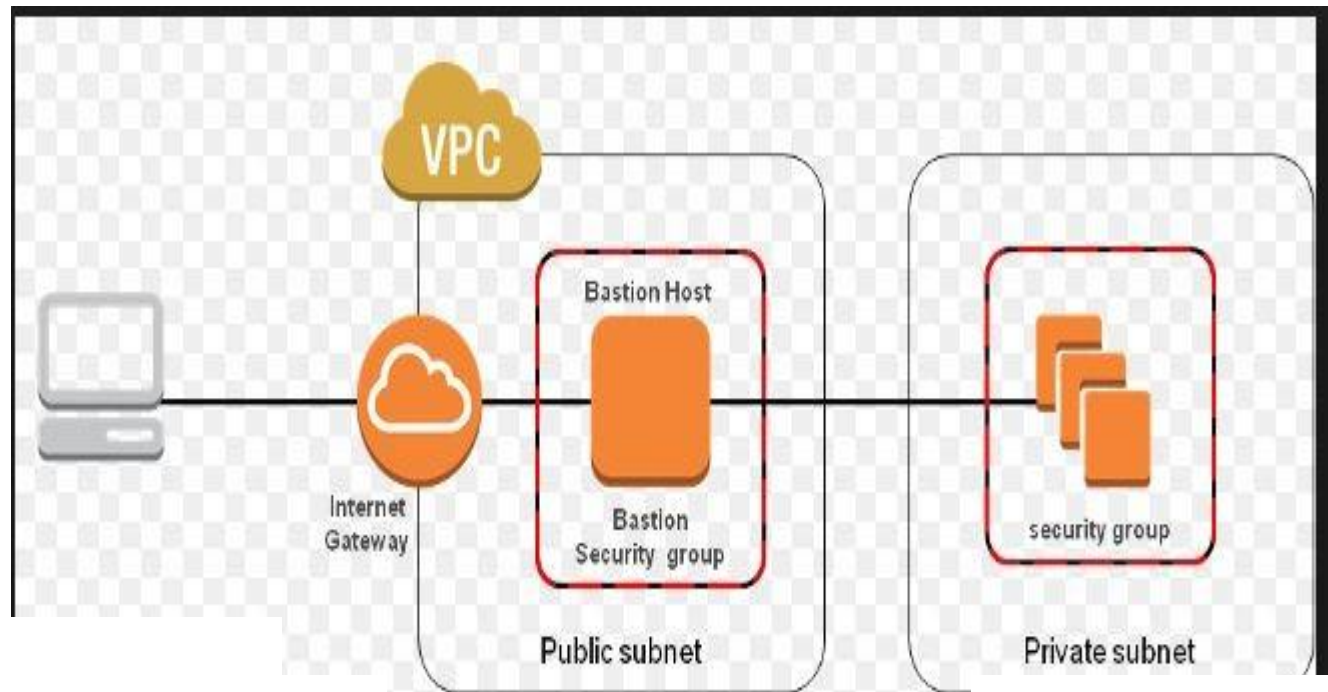 VPC
Bastion Host
Internet
Gateway
Bastion
Security group
security group
Public subnet
Private subnet